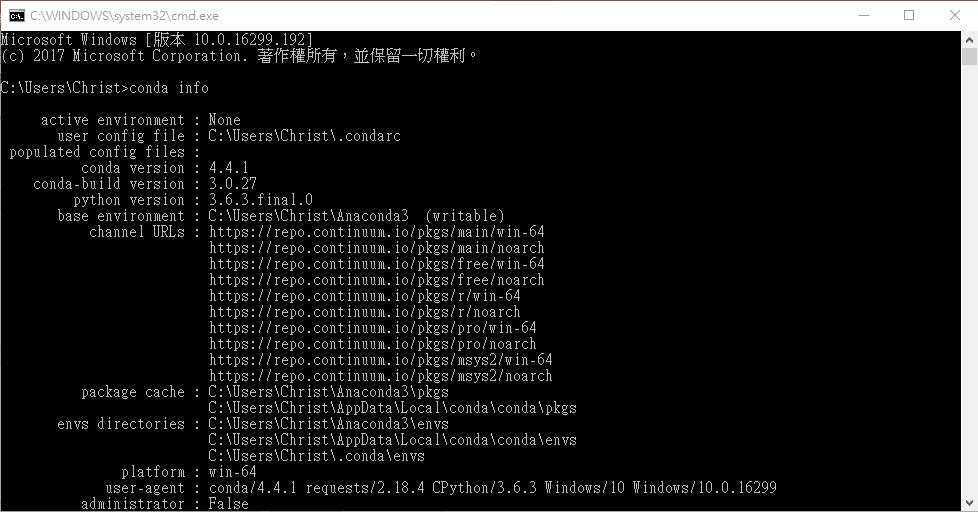 C:\WINDOWS\system32\cmd.exe
Microsoft Windows [版本 10.0.16299.192]
(c) 2017 Microsoft Corporation. 著作權所有，並保留一切權利。
C:\Users\Christ>conda info
active environment : None
user config file : C:\Users\Christ\.condarc
populated config files :
conda version : 4.4.1
conda-build version : 3.0.27
python version : 3.6.3.final.0
base environment : C:\Users\Christ\Anaconda3  (writable)
channel URLs : https://repo.continuum.io/pkgs/main/win-64
https://repo.continuum.io/pkgs/main/noarch
https://repo.continuum.io/pkgs/free/win-64
https://repo.continuum.io/pkgs/free/noarch
https://repo.continuum.io/pkgs/r/win-64
https://repo.continuum.io/pkgs/r/noarch
https://repo.continuum.io/pkgs/pro/win-64
https://repo.continuum.io/pkgs/pro/noarch
https://repo.continuum.io/pkgs/msys2/win-64
https://repo.continuum.io/pkgs/msys2/noarch
package cache : C:\Users\Christ\Anaconda3\pkgs
C:\Users\Christ\AppData\Local\conda\conda\pkgs
envs directories : C:\Users\Christ\Anaconda3\envs
C:\Users\Christ\AppData\Local\conda\conda\envs
C:\Users\Christ\.conda\envs
platform : win-64
user-agent : conda/4.4.1 requests/2.18.4 CPython/3.6.3 Windows/10 Windows/10.0.16299
administrator : False